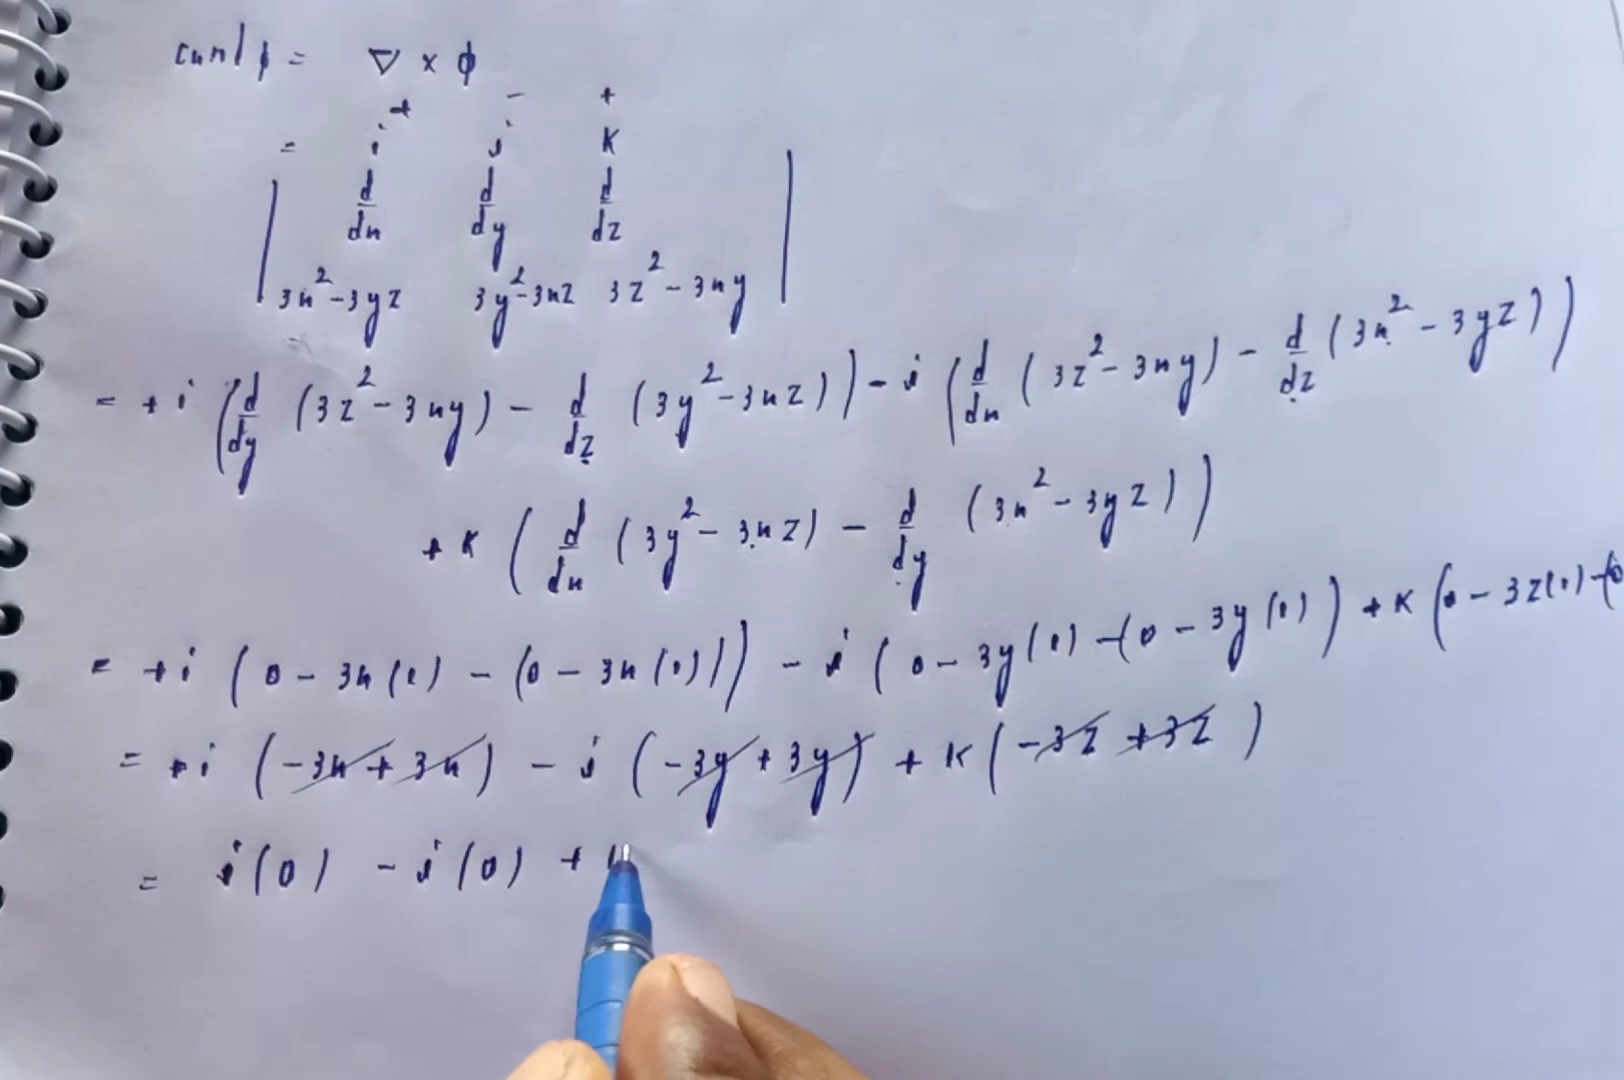 curl ϕ = ∇ × ϕ
+ - +
= i j k
d/dx d/dy d/dz
3x²-3yz 3y²-3xz 3z²-3xy
= +i (d/dy (3z²-3xy) - d/dz (3y²-3xz)) - j (d/dx (3z²-3xy) - d/dz (3x²-3yz))
+ k (d/dx (3y²-3xz) - d/dy (3x²-3yz))
= +i (0-3x(1) - (0-3x(1))) - j (0-3y(1) - (0-3y(1)) + k (0-3z(1)-(0
= +i (-3x+3x) - j (-3y+3y) + k (-3z+3z)
= i(0) - j(0) +